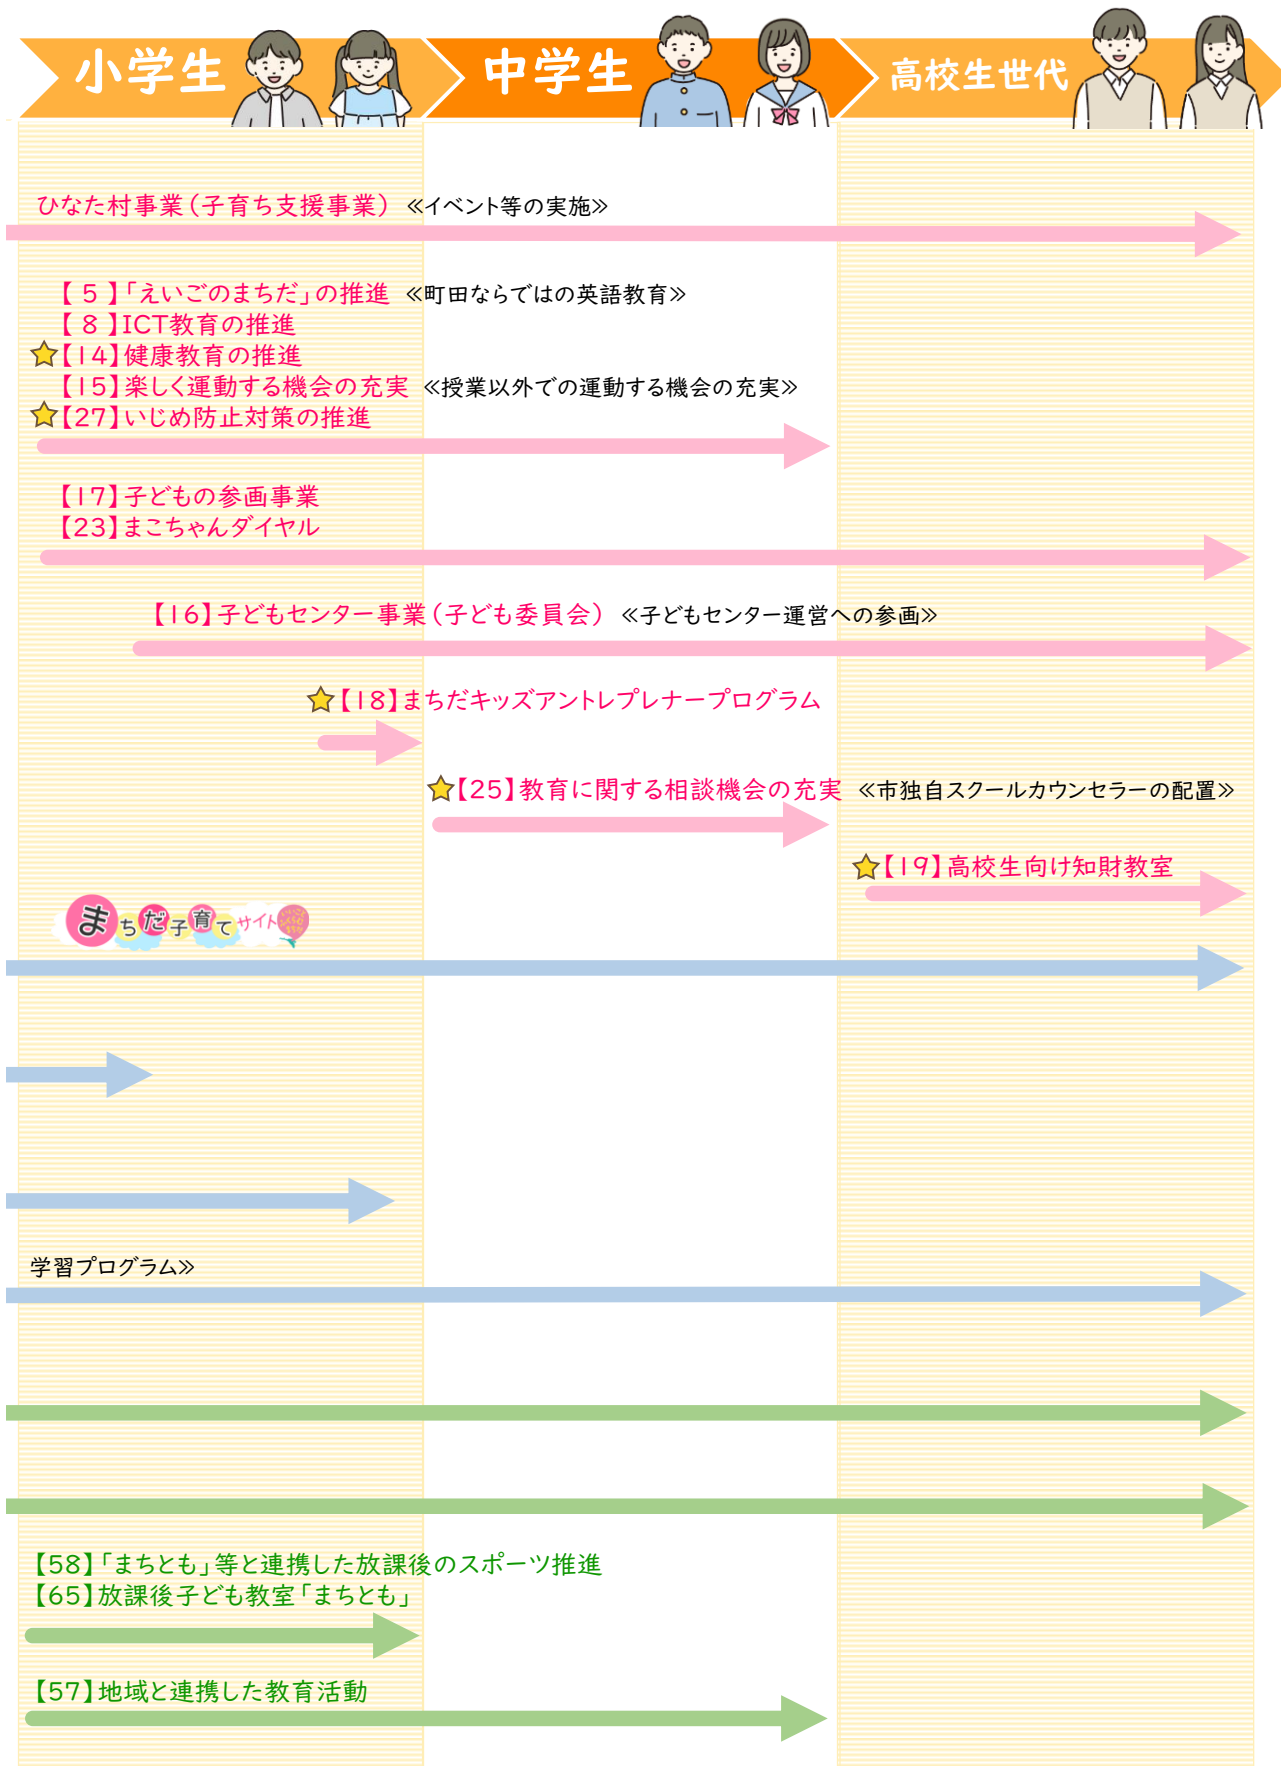 小学生 中学生 高校生世代
ひなた村事業(子育ち支援事業) ≪イベント等の実施≫
【 5 】「えいごのまちだ」の推進 ≪町田ならではの英語教育≫
【 8 】ICT教育の推進
【14】健康教育の推進
【15】楽しく運動する機会の充実 ≪授業以外での運動する機会の充実≫
【27】いじめ防止対策の推進
【17】子どもの参画事業
【23】まこちゃんダイヤル
【16】子どもセンター事業(子ども委員会) ≪子どもセンター運営への参画≫
【18】まちだキッズアントレプレナープログラム
【25】教育に関する相談機会の充実 ≪市独自スクールカウンセラーの配置≫
【19】高校生向け知財教室
まちだ子育てサイト
学習プログラム≫
【58】「まちとも」等と連携した放課後のスポーツ推進
【65】放課後子ども教室「まちとも」
【57】地域と連携した教育活動